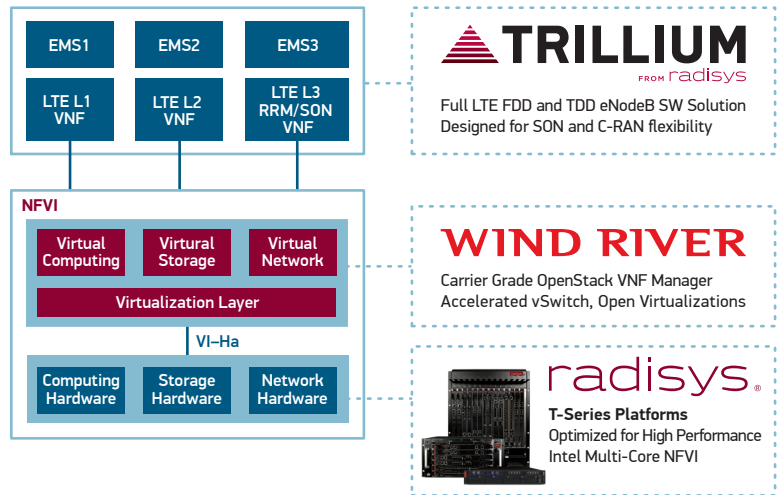 EMS1
EMS2
EMS3
LTE L1
VNF
LTE L2
VNF
LTE L3
RRM/SON
VNF
TRILLIUM
FROM radisys
Full LTE FDD and TDD eNodeB SW Solution
Designed for SON and C-RAN flexibility
NFVI
Virtual
Computing
Virtural
Storage
Virtual
Network
Virtualization Layer
WIND RIVER
Carrier Grade OpenStack VNF Manager
Accelerated vSwitch, Open Virtualizations
VI–Ha
Computing
Hardware
Storage
Hardware
Network
Hardware
radisys®
T-Series Platforms
Optimized for High Performance
Intel Multi-Core NFVI